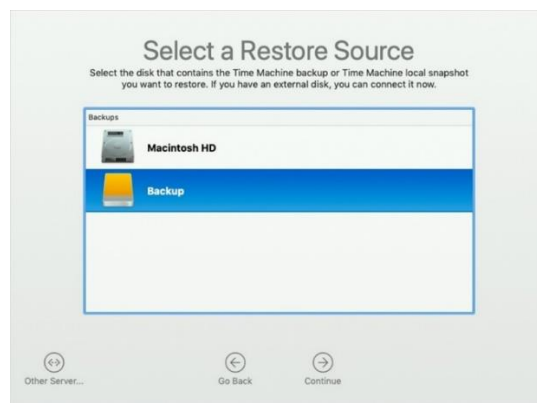 Select a Restore Source
Select the disk that contains the Time Machine backup or Time Machine local snapshot
you want to restore. If you have an external disk, you can connect it now.
Backups
Macintosh HD
Backup
Other Server...
Go Back
Continue